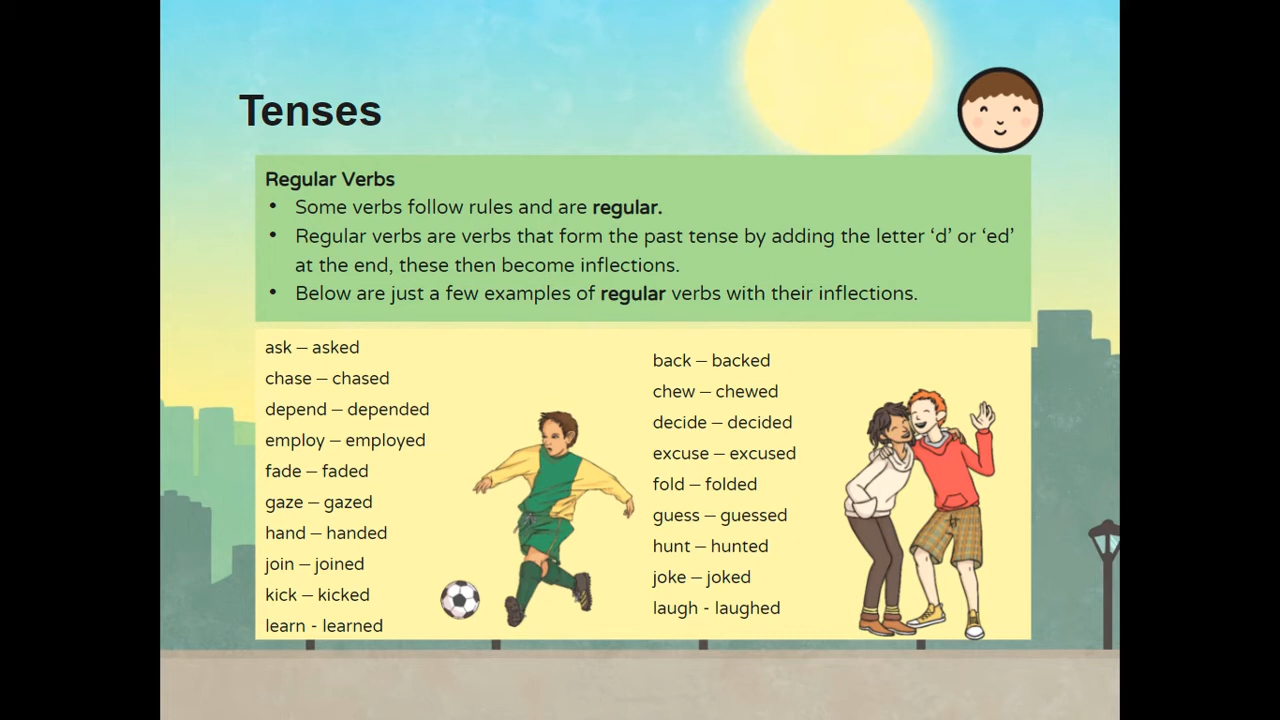 Tenses
Regular Verbs
• Some verbs follow rules and are regular.
• Regular verbs are verbs that form the past tense by adding the letter ‘d’ or ‘ed’
at the end, these then become inflections.
• Below are just a few examples of regular verbs with their inflections.
ask – asked
chase – chased
depend – depended
employ – employed
fade – faded
gaze – gazed
hand – handed
join – joined
kick – kicked
learn - learned
back – backed
chew – chewed
decide – decided
excuse – excused
fold – folded
guess – guessed
hunt – hunted
joke – joked
laugh - laughed